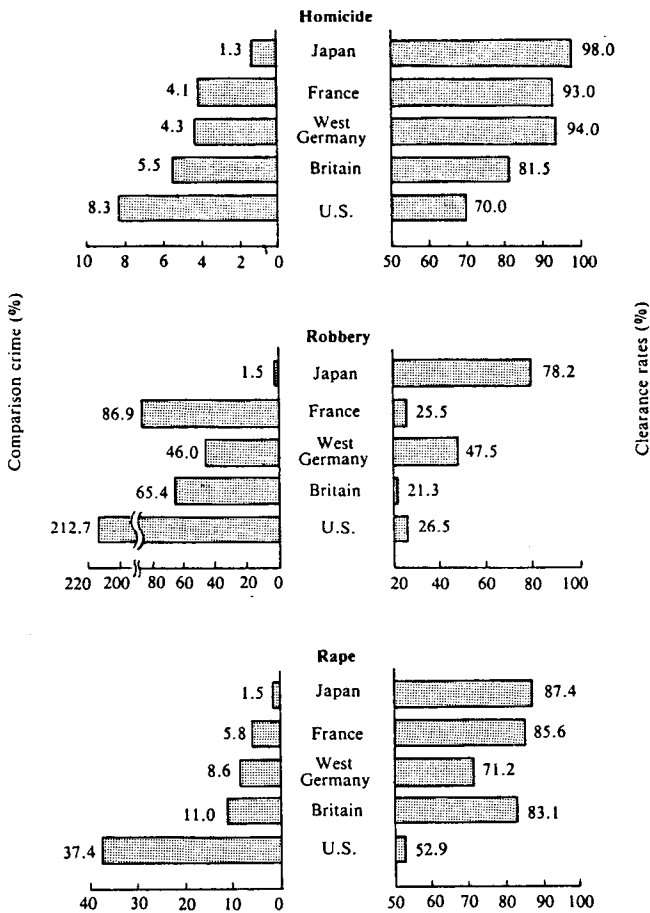 Homicide
1.3 Japan 98.0
4.1 France 93.0
4.3 West Germany 94.0
5.5 Britain 81.5
8.3 U.S. 70.0
10 8 6 4 2 0 50 60 70 80 90 100
Comparison crime (%)
Clearance rates (%)
Robbery
1.5 Japan 78.2
86.9 France 25.5
46.0 West Germany 47.5
65.4 Britain 21.3
212.7 U.S. 26.5
220 200 80 60 40 20 0 20 40 60 80 100
Rape
1.5 Japan 87.4
5.8 France 85.6
8.6 West Germany 71.2
11.0 Britain 83.1
37.4 U.S. 52.9
40 30 20 10 0 50 60 70 80 90 100